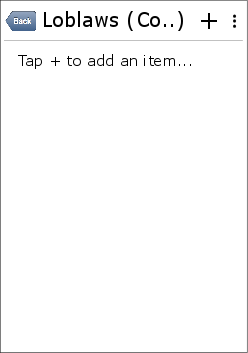 Back Loblaws (Co..) +
Tap + to add an item...